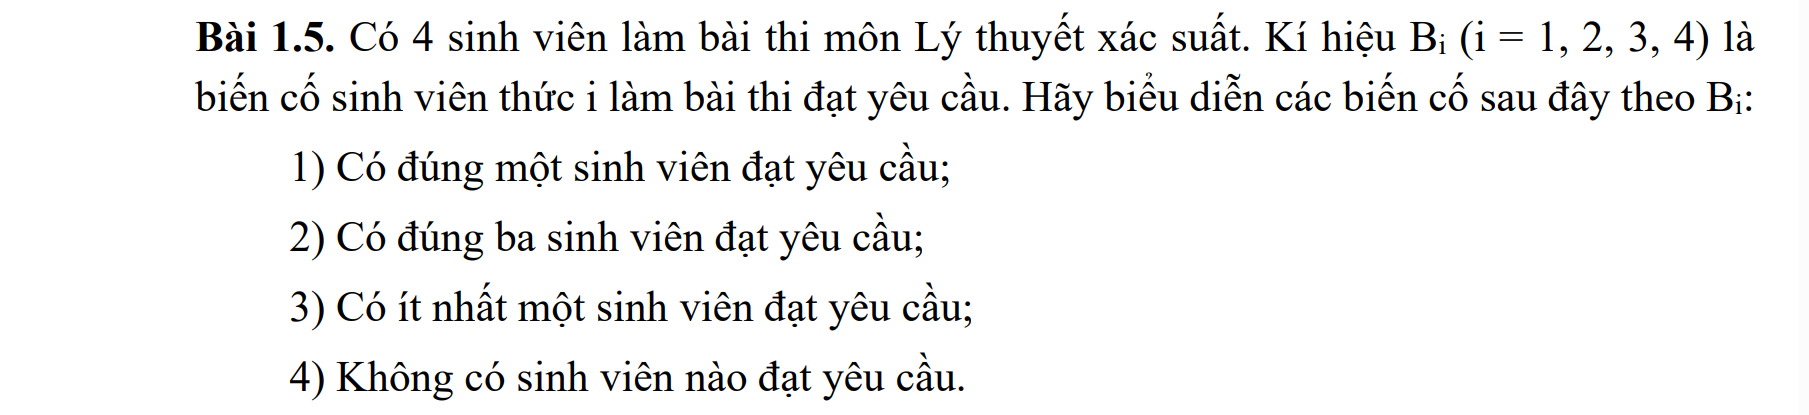 Bài 1.5. Có 4 sinh viên làm bài thi môn Lý thuyết xác suất. Kí hiệu Bᵢ (i = 1, 2, 3, 4) là
biến cố sinh viên thức i làm bài thi đạt yêu cầu. Hãy biểu diễn các biến cố sau đây theo Bᵢ:
1) Có đúng một sinh viên đạt yêu cầu;
2) Có đúng ba sinh viên đạt yêu cầu;
3) Có ít nhất một sinh viên đạt yêu cầu;
4) Không có sinh viên nào đạt yêu cầu.